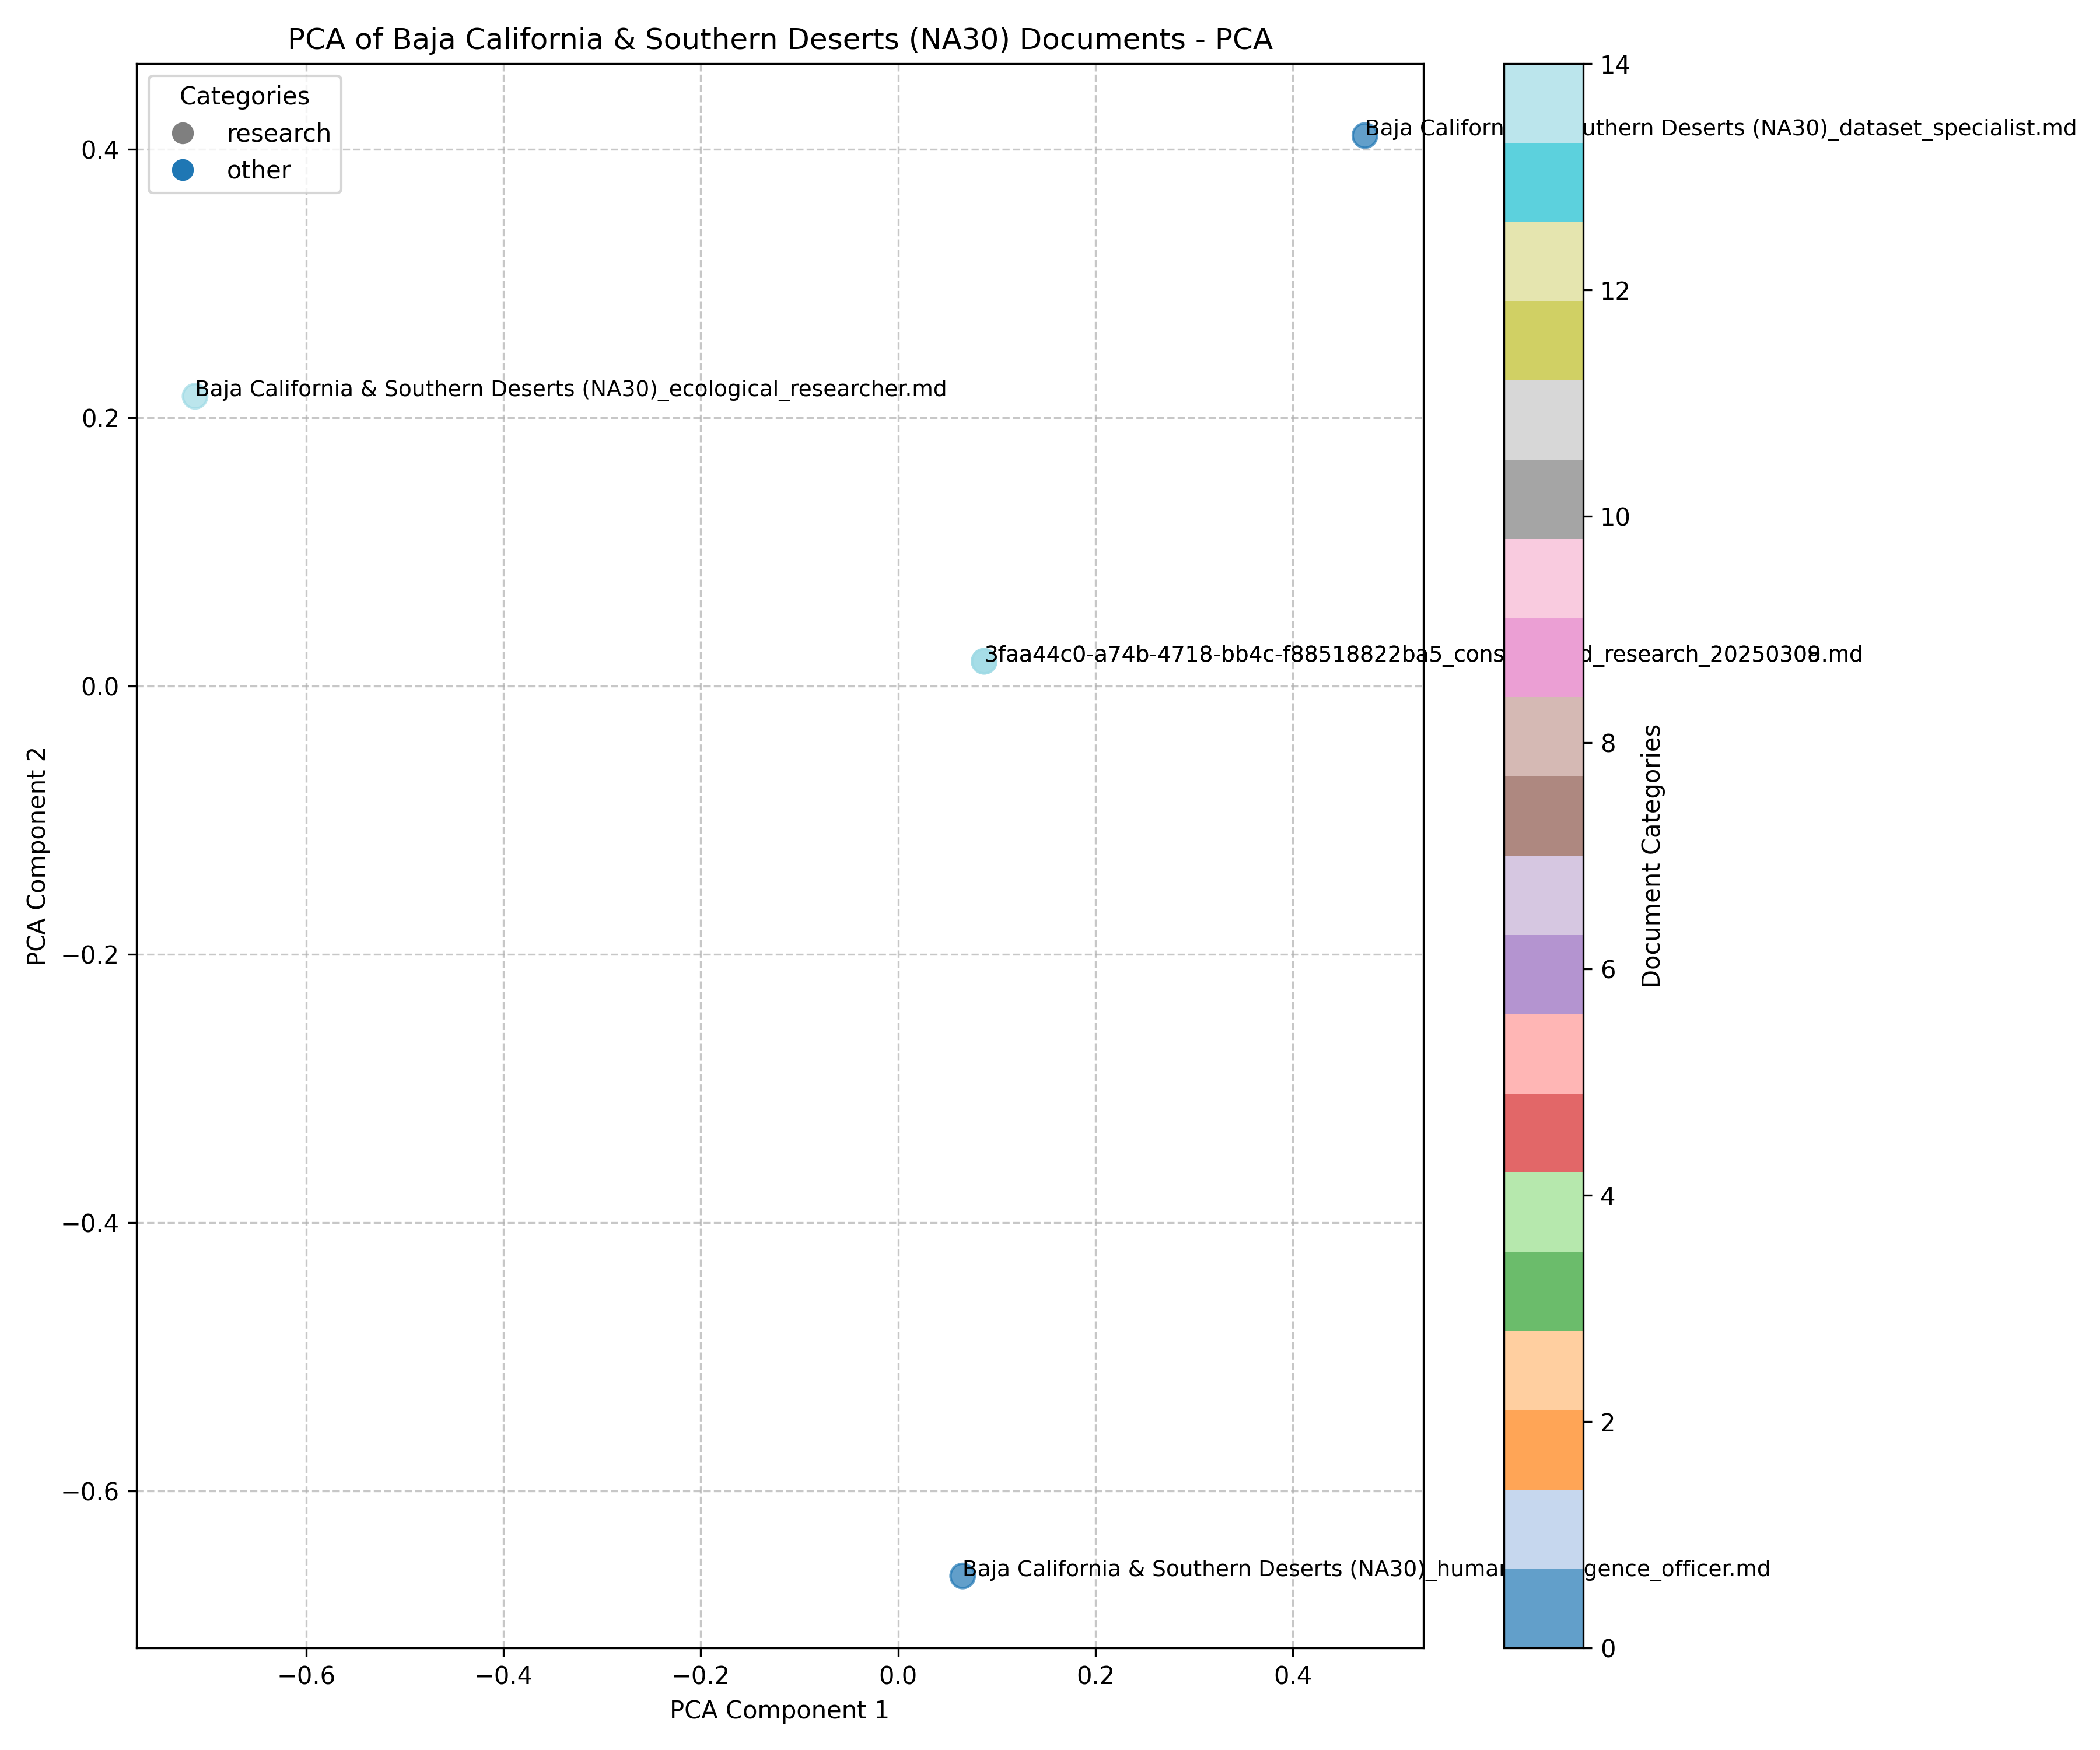 PCA of Baja California & Southern Deserts (NA30) Documents - PCA
Categories
research
other
Baja Californ uthern Deserts (NA30)_dataset_specialist.md
Baja California & Southern Deserts (NA30)_ecological_researcher.md
3faa44c0-a74b-4718-bb4c-f88518822ba5_cons d_research_2025030 .md
Baja California & Southern Deserts (NA30)_human gence_officer.md
0.4
0.2
0.0
−0.2
−0.4
−0.6
PCA Component 2
−0.6 −0.4 −0.2 0.0 0.2 0.4
PCA Component 1
14
12
10
8
6
4
2
0
Document Categories